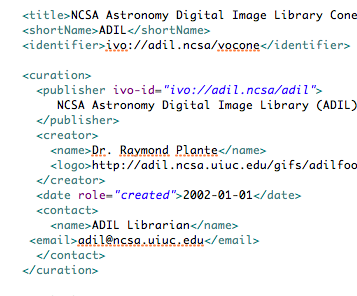 <title>NCSA Astronomy Digital Image Library Cone
<shortName>ADIL</shortName>
<identifier>ivo://adil.ncsa/vocone</identifier>
<curation>
<publisher ivo-id="ivo://adil.ncsa/adil">
NCSA Astronomy Digital Image Library (ADIL)
</publisher>
<creator>
<name>Dr. Raymond Plante</name>
<logo>http://adil.ncsa.uiuc.edu/gifs/adilfoo
</creator>
<date role="created">2002-01-01</date>
<contact>
<name>ADIL Librarian</name>
<email>adil@ncsa.uiuc.edu</email>
</contact>
</curation>